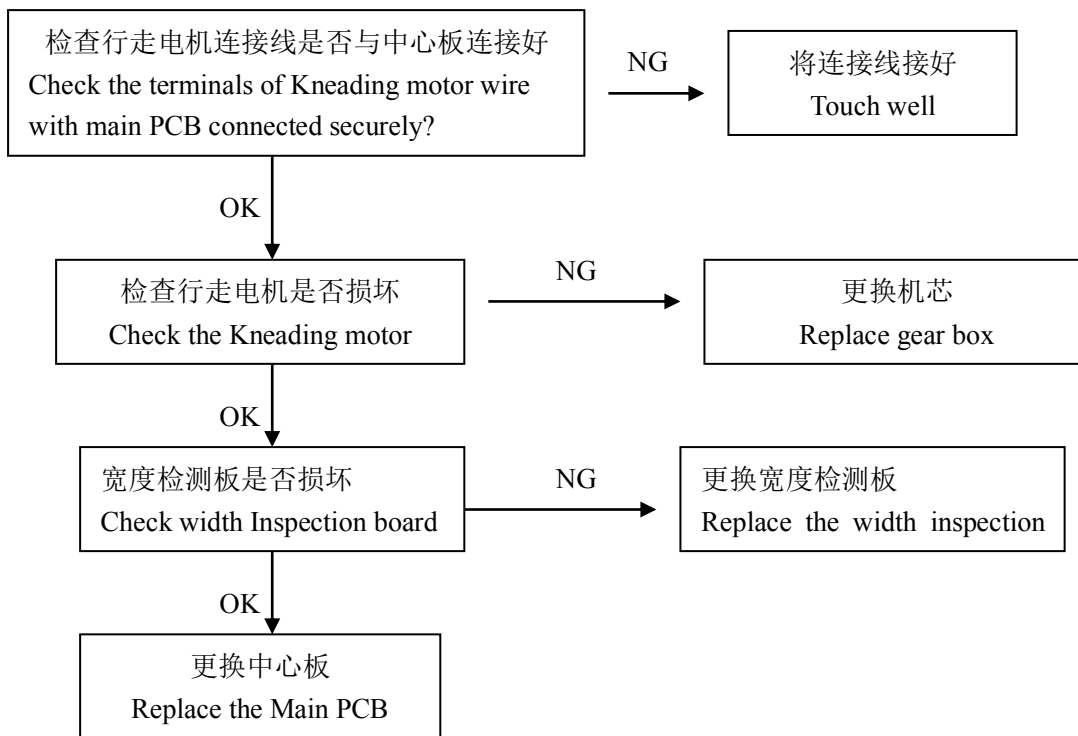 检查行走电机连接线是否与中心板连接好
Check the terminals of Kneading motor wire
with main PCB connected securely?
NG
将连接线接好
Touch well
OK
检查行走电机是否损坏
Check the Kneading motor
NG
更换机芯
Replace gear box
OK
宽度检测板是否损坏
Check width Inspection board
NG
更换宽度检测板
Replace the width inspection
OK
更换中心板
Replace the Main PCB